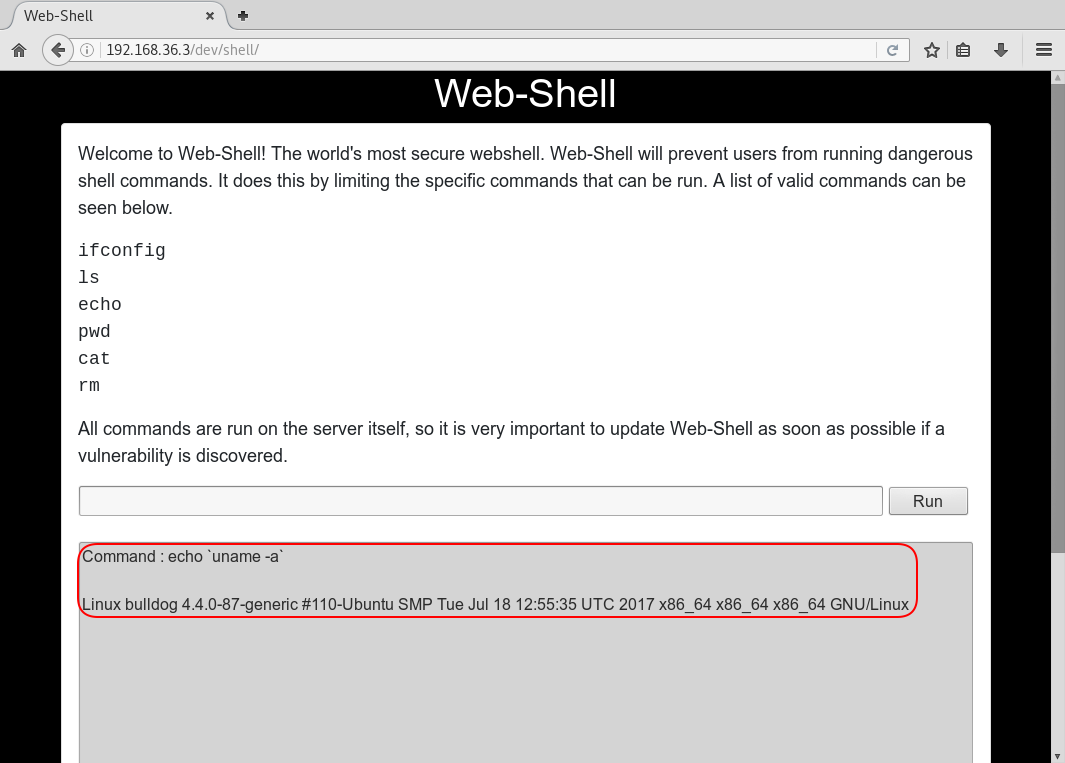 Web-Shell
192.168.36.3/dev/shell/
Web-Shell
Welcome to Web-Shell! The world's most secure webshell. Web-Shell will prevent users from running dangerous
shell commands. It does this by limiting the specific commands that can be run. A list of valid commands can be
seen below.
ifconfig
ls
echo
pwd
cat
rm
All commands are run on the server itself, so it is very important to update Web-Shell as soon as possible if a
vulnerability is discovered.
Run
Command : echo `uname -a`
Linux bulldog 4.4.0-87-generic #110-Ubuntu SMP Tue Jul 18 12:55:35 UTC 2017 x86_64 x86_64 x86_64 GNU/Linux